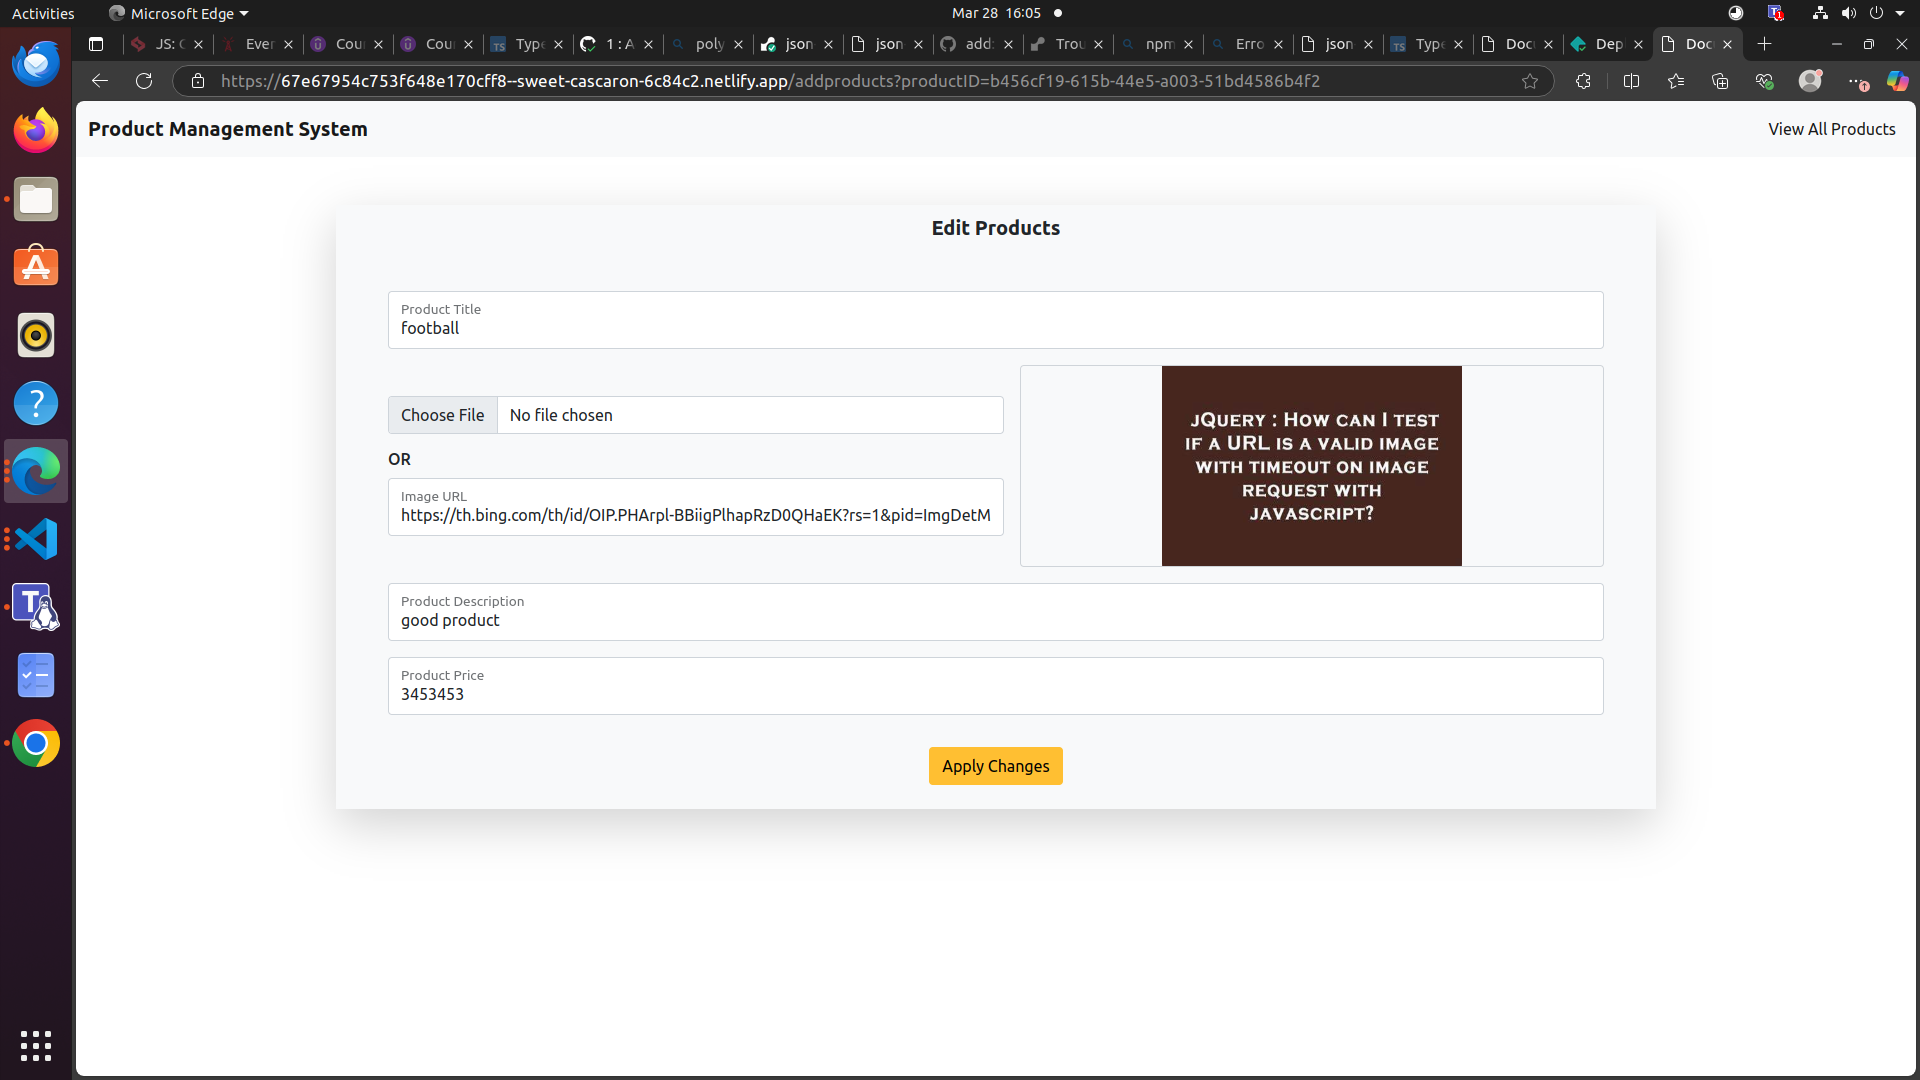 Activities
Microsoft Edge
Mar 28 16:05
JS: C
Ever
Cour
Cour
Type
1 : A
poly
json
json
add:
Trou
npm
Erro
json
Type
Docu
Dep
Docu
https://67e67954c753f648e170cff8--sweet-cascaron-6c84c2.netlify.app/addproducts?productID=b456cf19-615b-44e5-a003-51bd4586b4f2
Product Management System
View All Products
Edit Products
Product Title
football
Choose File
No file chosen
OR
Image URL
https://th.bing.com/th/id/OIP.PHArpl-BBiigPlhapRzD0QHaEK?rs=1&pid=ImgDetM
jQuery : How can I test
if a URL is a valid image
with timeout on image
request with
javascript?
Product Description
good product
Product Price
3453453
Apply Changes